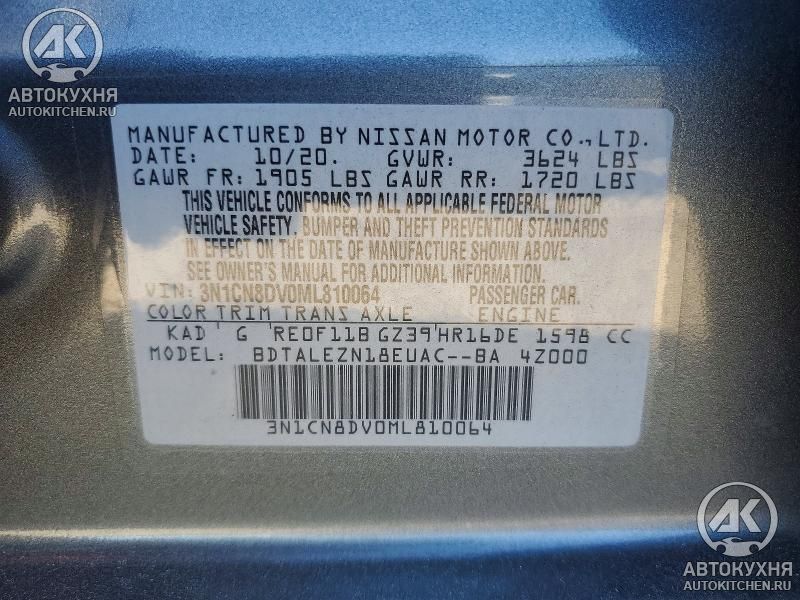 AK
АВТОКУХНЯ
AUTOKITCHEN.RU
MANUFACTURED BY NISSAN MOTOR CO., LTD.
DATE: 10/20. GVWR: 3624 LBS
GAWR FR: 1905 LBS GAWR RR: 1720 LBS
THIS VEHICLE CONFORMS TO ALL APPLICABLE FEDERAL MOTOR
VEHICLE SAFETY. BUMPER AND THEFT PREVENTION STANDARDS
IN EFFECT ON THE DATE OF MANUFACTURE SHOWN ABOVE.
SEE OWNERS MANUAL FOR ADDITIONAL INFORMATION
VIN: 3N1CN8DV0ML810064 PASSENGER CAR.
COLOR TRIM TRANS AXLE ENGINE
KAD G RE0F11B GZ39 HR16DE 1598 CC
BDTALEZN18EUAC--BA 4Z000
3N1CN8DV0ML810064
AK
АВТОКУХНЯ
AUTOKITCHEN.RU